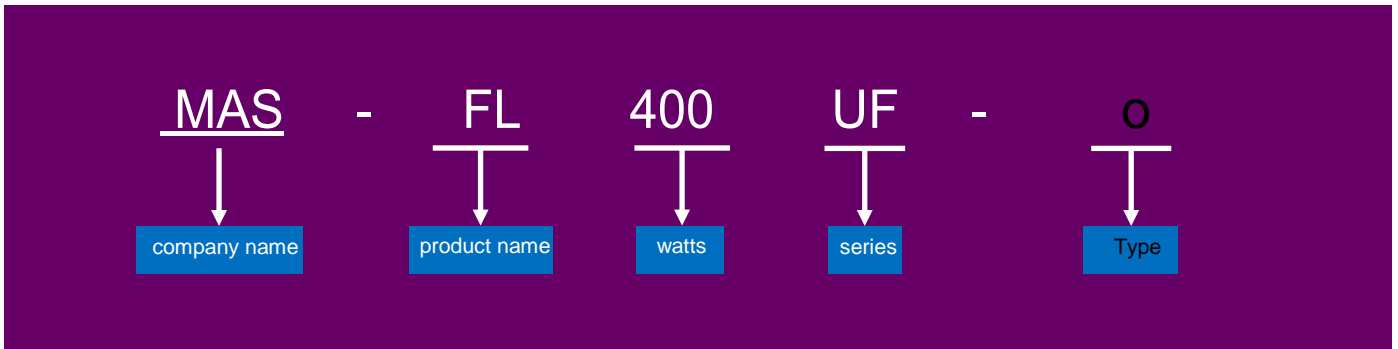 MAS - FL 400 UF - o
company name product name watts series Type